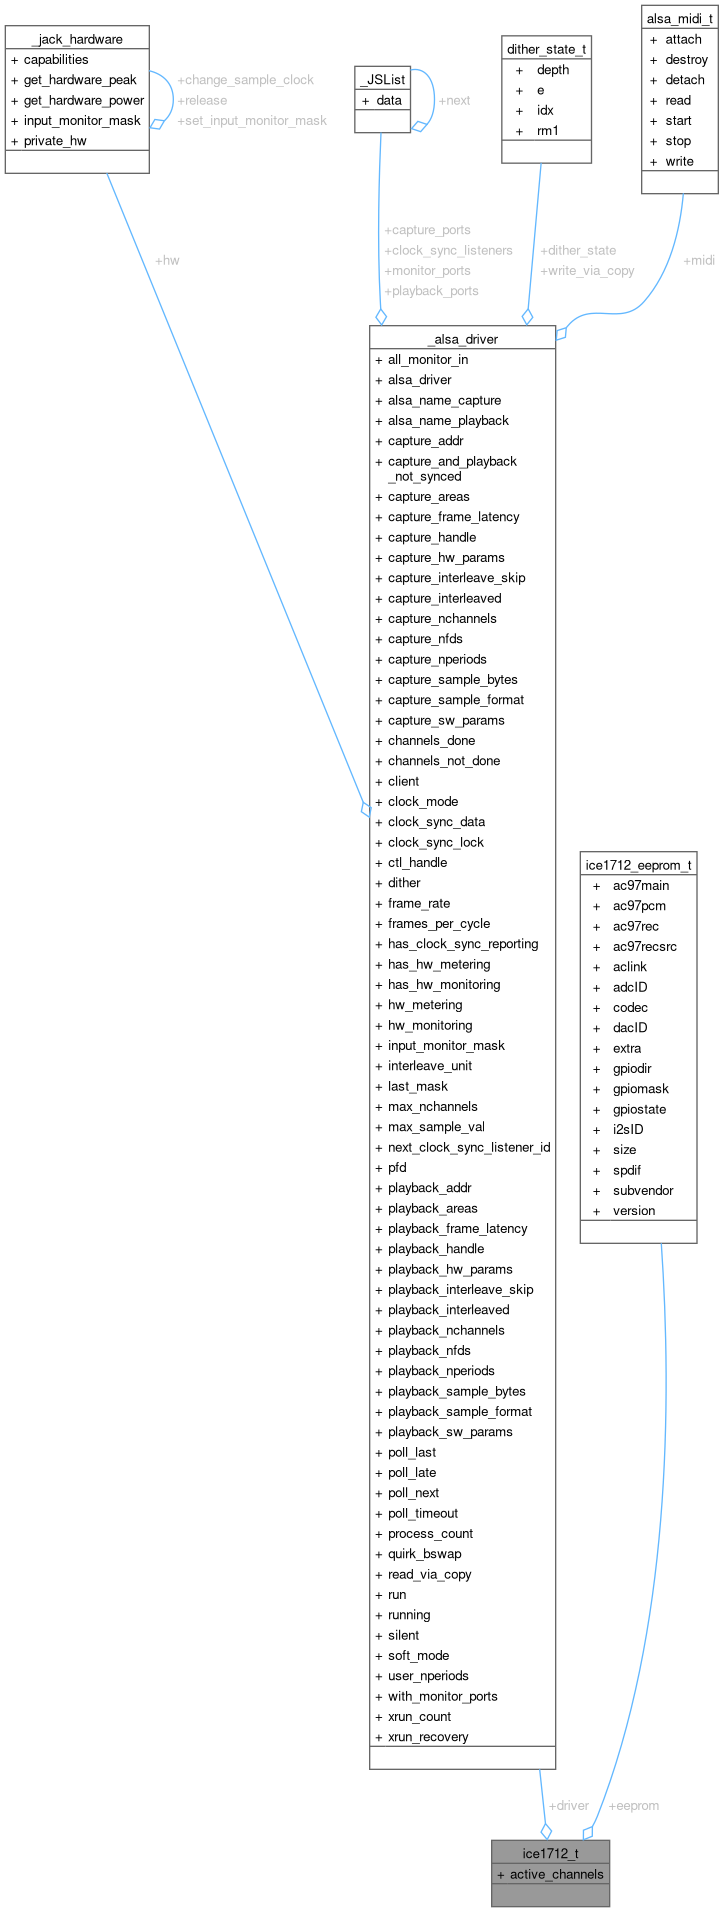 _jack_hardware
+ capabilities
+ get_hardware_peak
+ get_hardware_power
+ input_monitor_mask
+ private_hw
+change_sample_clock
+release
+set_input_monitor_mask
_JSList
+ data
+next
dither_state_t
+ depth
+ e
+ idx
+ rm1
alsa_midi_t
+ attach
+ destroy
+ detach
+ read
+ start
+ stop
+ write
+hw
+capture_ports
+clock_sync_listeners
+monitor_ports
+playback_ports
+dither_state
+write_via_copy
+midi
_alsa_driver
+ all_monitor_in
+ alsa_driver
+ alsa_name_capture
+ alsa_name_playback
+ capture_addr
+ capture_and_playback
_not_synced
+ capture_areas
+ capture_frame_latency
+ capture_handle
+ capture_hw_params
+ capture_interleave_skip
+ capture_interleaved
+ capture_nchannels
+ capture_nfds
+ capture_nperiods
+ capture_sample_bytes
+ capture_sample_format
+ capture_sw_params
+ channels_done
+ channels_not_done
+ client
+ clock_mode
+ clock_sync_data
+ clock_sync_lock
+ ctl_handle
+ dither
+ frame_rate
+ frames_per_cycle
+ has_clock_sync_reporting
+ has_hw_metering
+ has_hw_monitoring
+ hw_metering
+ hw_monitoring
+ input_monitor_mask
+ interleave_unit
+ last_mask
+ max_nchannels
+ max_sample_val
+ next_clock_sync_listener_id
+ pfd
+ playback_addr
+ playback_areas
+ playback_frame_latency
+ playback_handle
+ playback_hw_params
+ playback_interleave_skip
+ playback_interleaved
+ playback_nchannels
+ playback_nfds
+ playback_nperiods
+ playback_sample_bytes
+ playback_sample_format
+ playback_sw_params
+ poll_last
+ poll_late
+ poll_next
+ poll_timeout
+ process_count
+ quirk_bswap
+ read_via_copy
+ run
+ running
+ silent
+ soft_mode
+ user_nperiods
+ with_monitor_ports
+ xrun_count
+ xrun_recovery
ice1712_eeprom_t
+ ac97main
+ ac97pcm
+ ac97rec
+ ac97recsrc
+ aclink
+ adcID
+ codec
+ dacID
+ extra
+ gpiodir
+ gpiomask
+ gpiostate
+ i2sID
+ size
+ spdif
+ subvendor
+ version
+driver
+eeprom
ice1712_t
+ active_channels